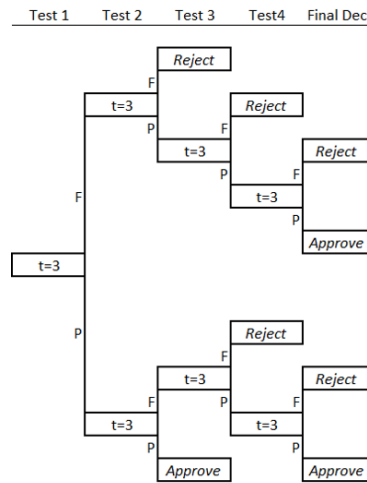 Test 1 Test 2 Test 3 Test4 Final Dec
Reject
F
t=3 Reject
P F
t=3 Reject
F P F
t=3
P
Approve
t=3
P Reject
F
t=3 Reject
F P F
t=3 t=3
P P
Approve Approve